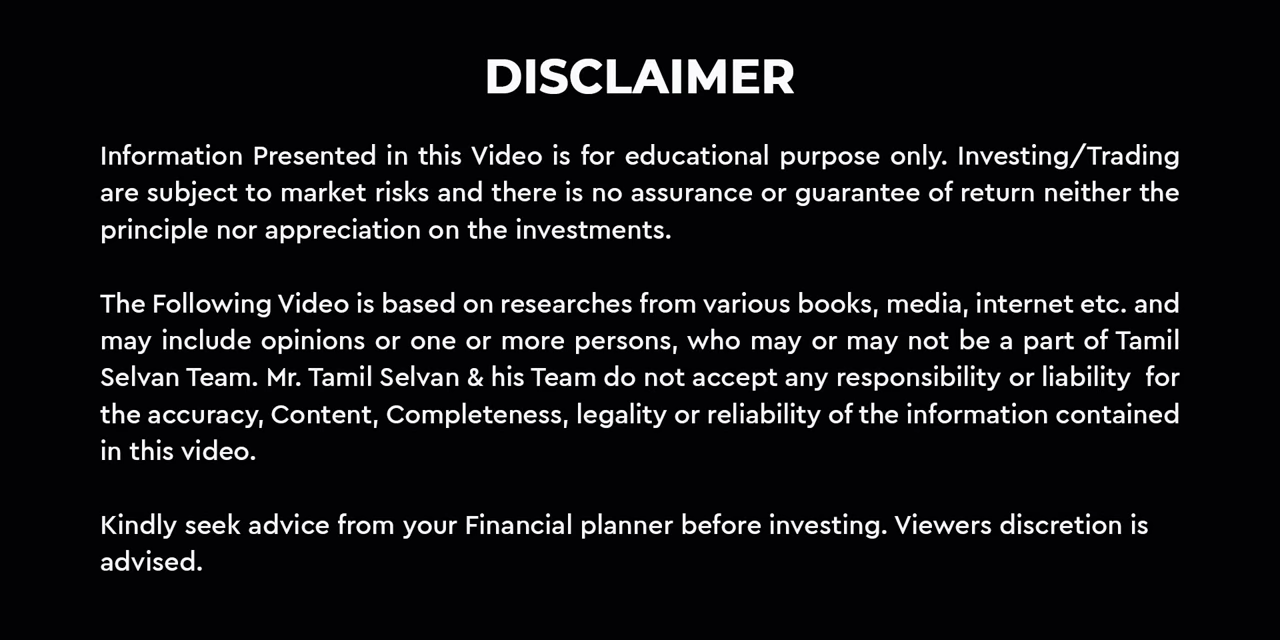 DISCLAIMER
Information Presented in this Video is for educational purpose only. Investing/Trading
are subject to market risks and there is no assurance or guarantee of return neither the
principle nor appreciation on the investments.
The Following Video is based on researches from various books, media, internet etc. and
may include opinions or one or more persons, who may or may not be a part of Tamil
Selvan Team. Mr. Tamil Selvan & his Team do not accept any responsibility or liability  for
the accuracy, Content, Completeness, legality or reliability of the information contained
in this video.
Kindly seek advice from your Financial planner before investing. Viewers discretion is
advised.